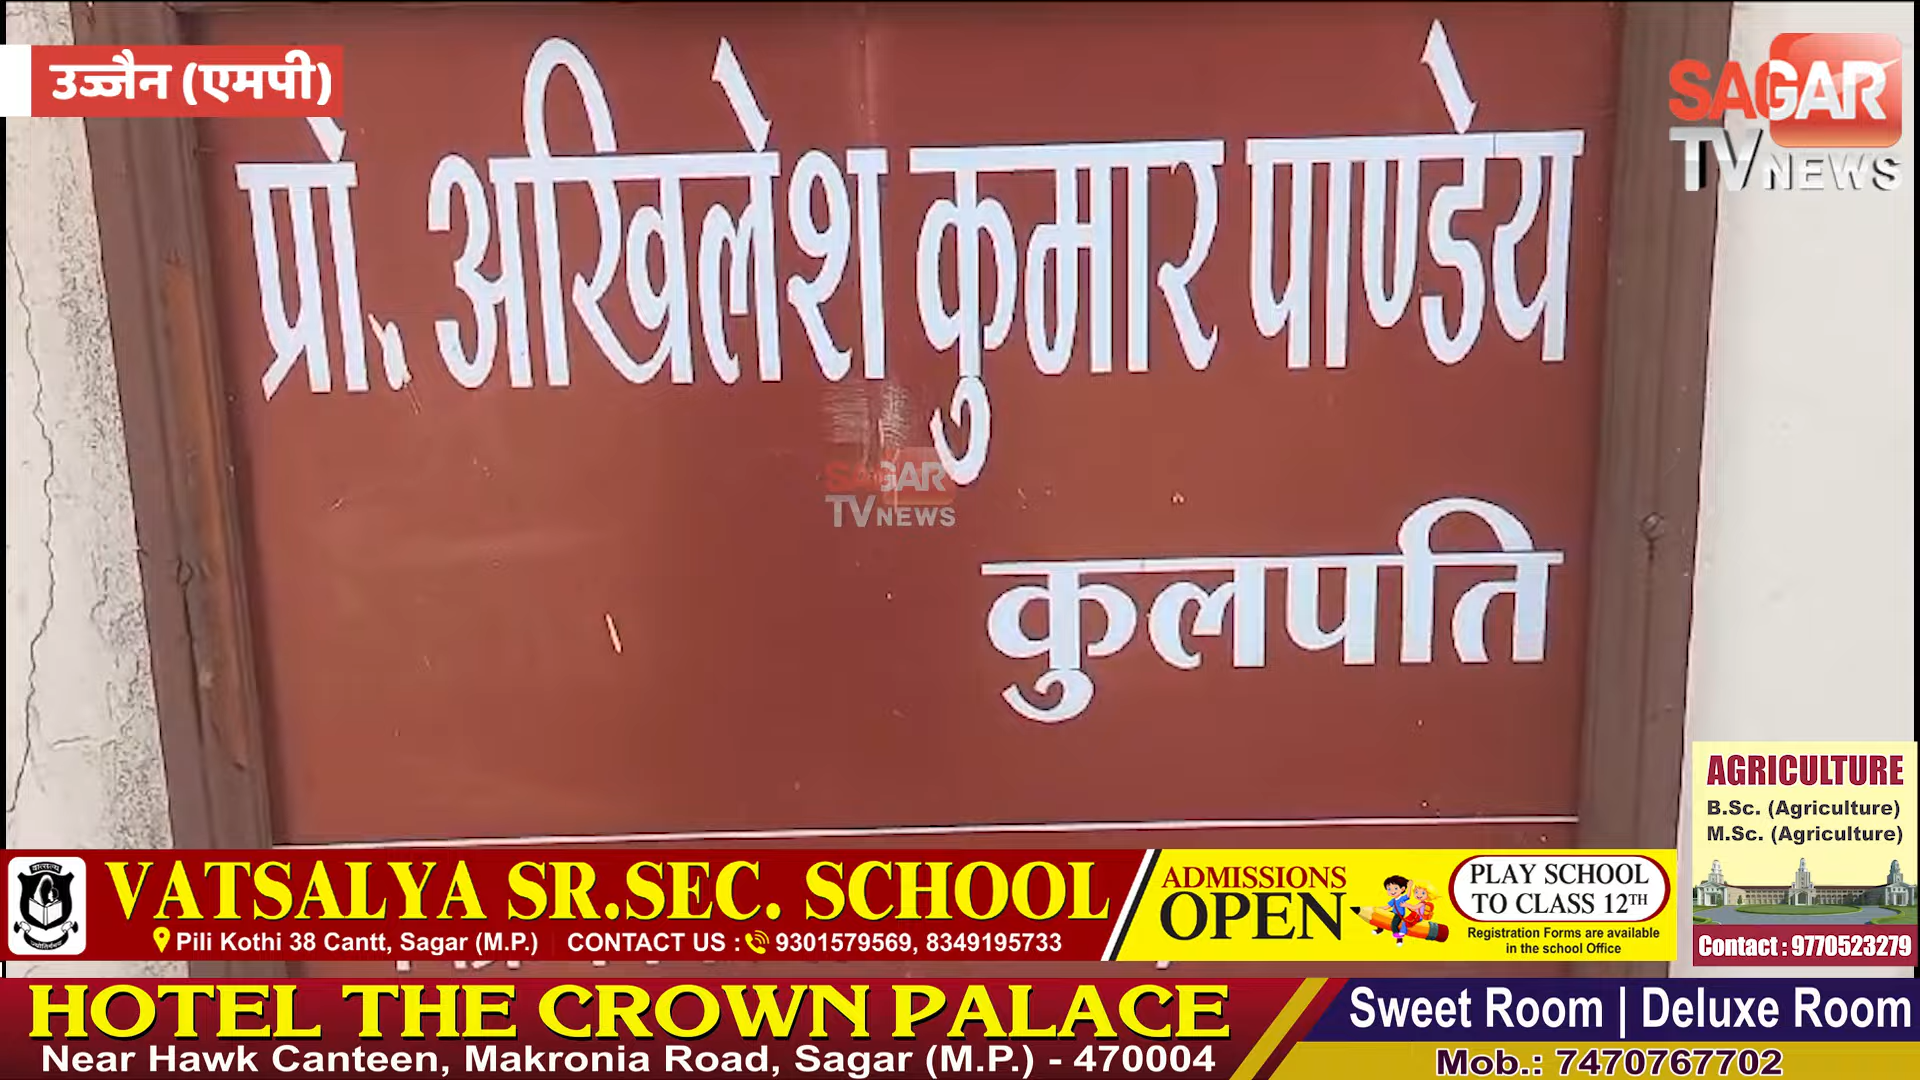 उज्जैन (एमपी)
SAGAR
TV NEWS
प्रो. अखिलेश कुमार पाण्डेय
SAGAR
TV NEWS
कुलपति
AGRICULTURE
B.Sc. (Agriculture)
M.Sc. (Agriculture)
Contact : 9770523279
VATSALYA SR.SEC. SCHOOL
Pili Kothi 38 Cantt, Sagar (M.P.) | CONTACT US : 9301579569, 8349195733
ADMISSIONS
OPEN
PLAY SCHOOL
TO CLASS 12TH
Registration Forms are available
in the school Office
HOTEL THE CROWN PALACE
Near Hawk Canteen, Makronia Road, Sagar (M.P.) - 470004
Sweet Room | Deluxe Room
Mob.: 7470767702